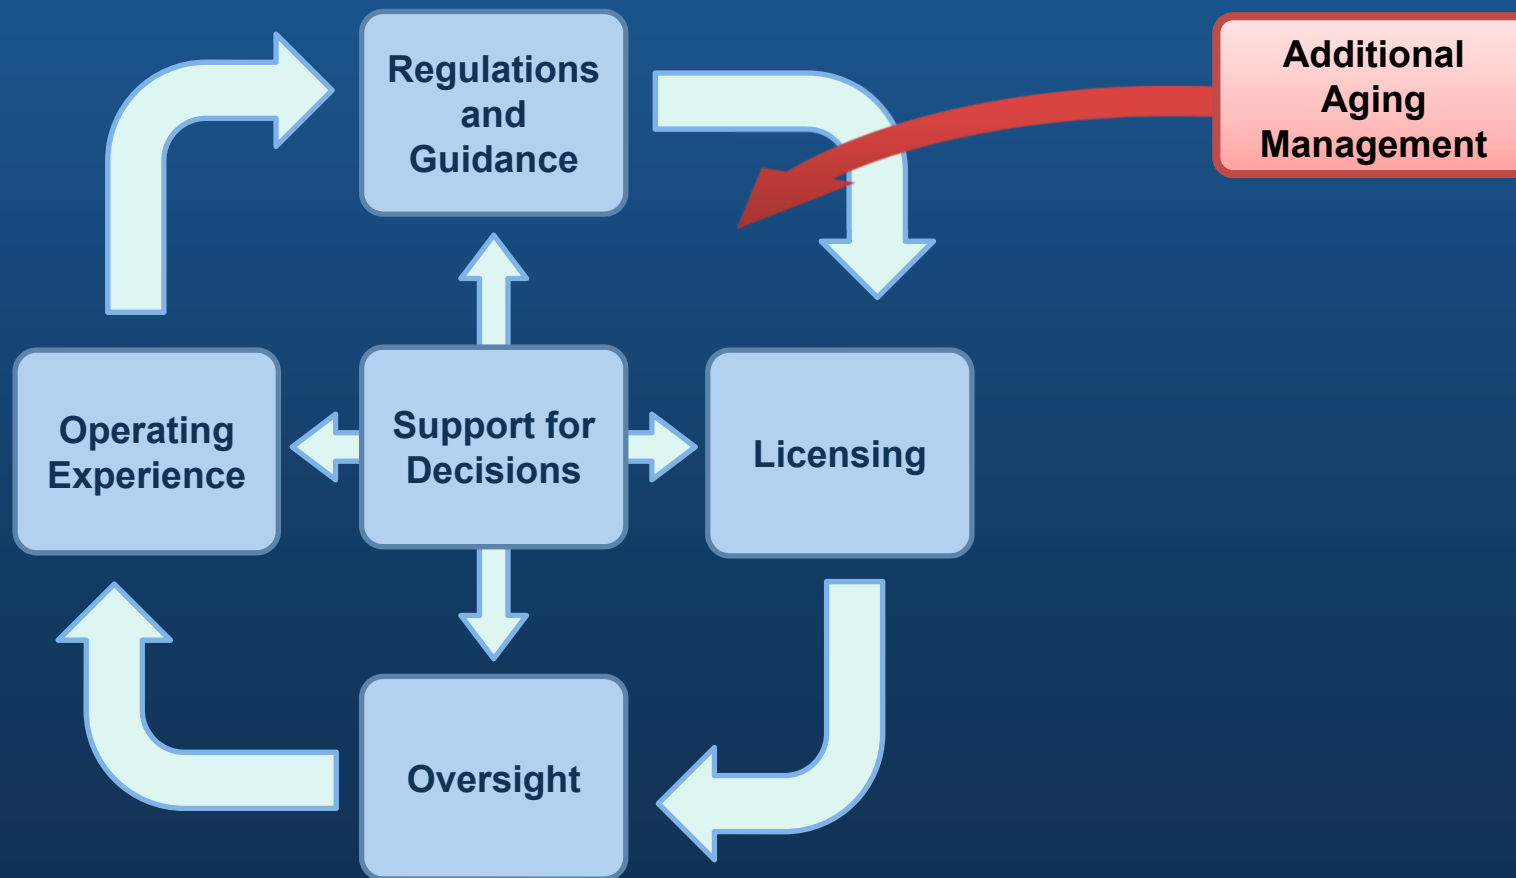 Regulations
and
Guidance
Additional
Aging
Management
Operating
Experience
Support for
Decisions
Licensing
Oversight